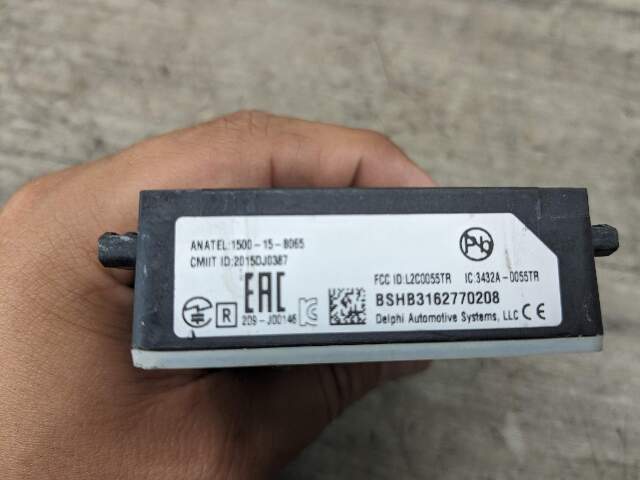 ANATEL:1500-15-8065
CMIIT ID:2015DJ0387
Pb
FCC ID:L2C0055TR IC:3432A-0055TR
EAC
BSHB3162770208
R
209-J00146
Delphi Automotive Systems, LLC CE